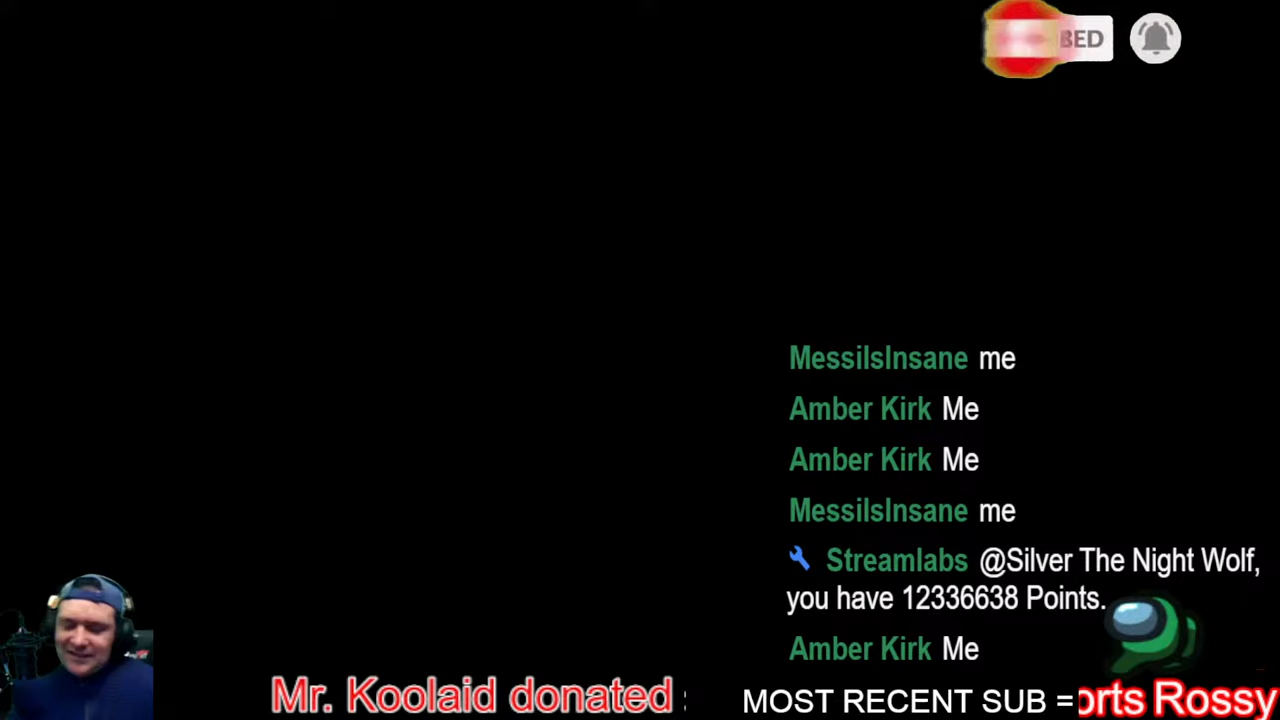 BED
MessiIsInsane me
Amber Kirk Me
Amber Kirk Me
MessiIsInsane me
Streamlabs @Silver The Night Wolf,
you have 12336638 Points.
Amber Kirk Me
Mr. Koolaid donated
MOST RECENT SUB = orts Rossy